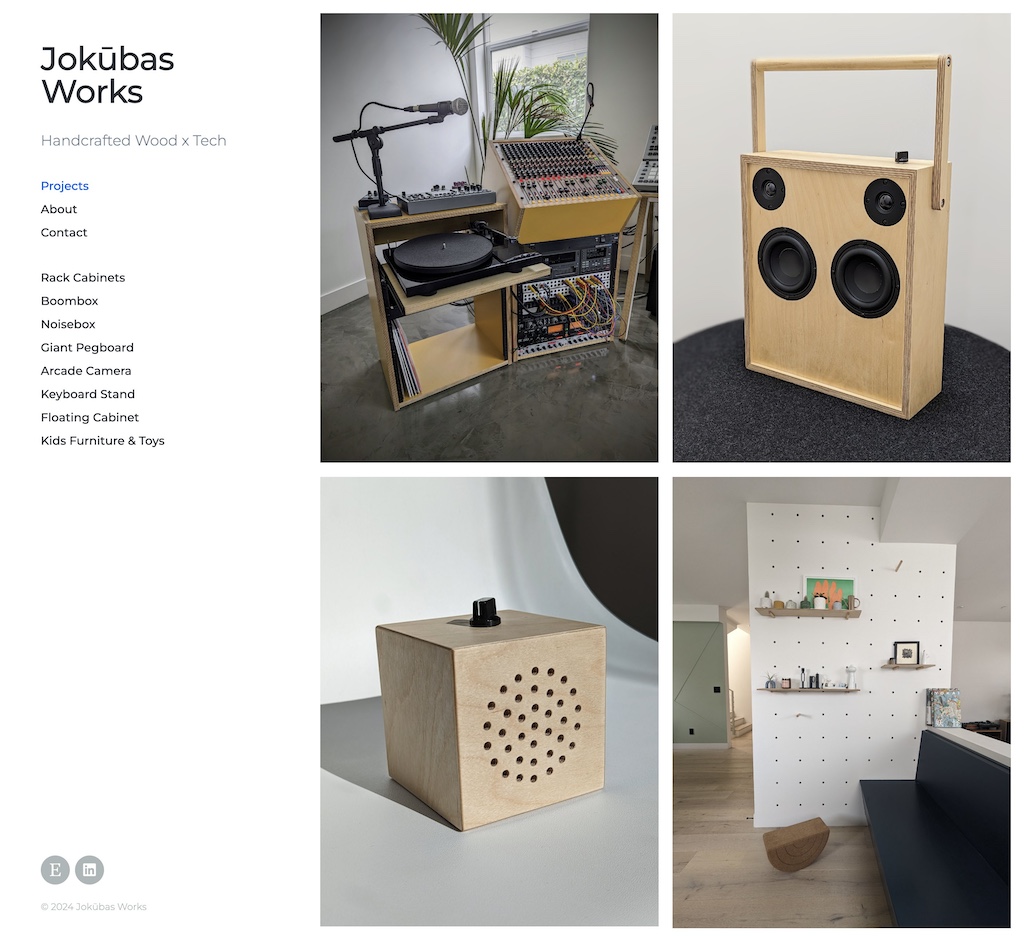 Jokūbas
Works
Handcrafted Wood x Tech
Projects
About
Contact
Rack Cabinets
Boombox
Noisebox
Giant Pegboard
Arcade Camera
Keyboard Stand
Floating Cabinet
Kids Furniture & Toys
E
in
© 2024 Jokūbas Works